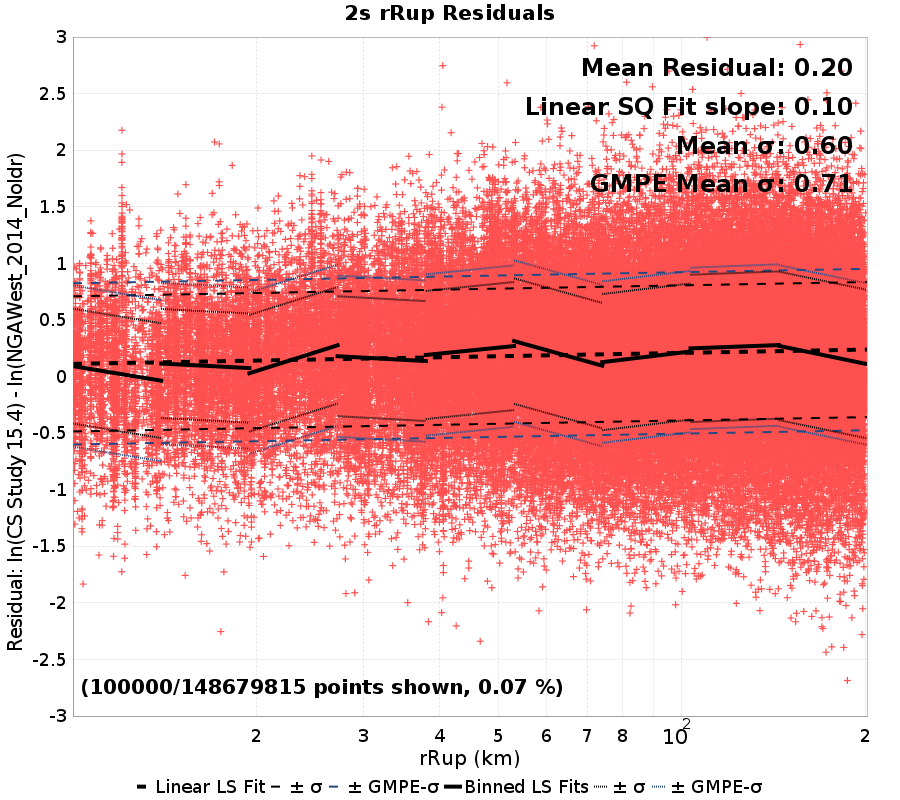 2s rRup Residuals
Mean Residual: 0.20
Linear SQ Fit slope: 0.10
Mean σ: 0.60
GMPE Mean σ: 0.71
3
2.5
2
1.5
1
0.5
0
-0.5
-1
-1.5
-2
-2.5
-3
Residual: ln(CS Study 15.4) - ln(NGAWest_2014_NoIdr)
(100000/148679815 points shown, 0.07 %)
2 3 4 5 6 7 8 10² 2
rRup (km)
Linear LS Fit ± σ ± GMPE-σ Binned LS Fits ± σ ± GMPE-σ